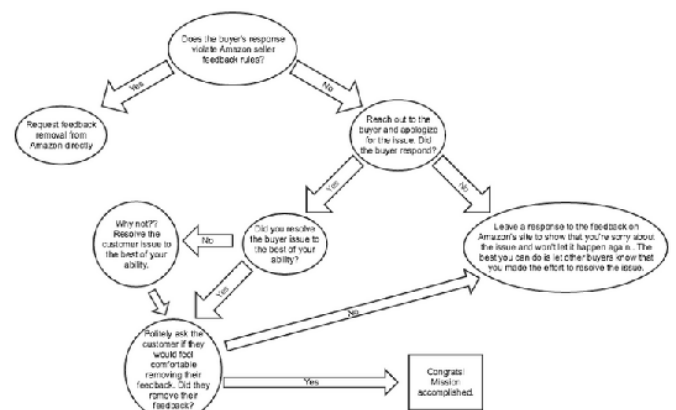 Does the buyer's response
violate Amazon seller
feedback rules?
Yes
No
Request feedback
removal from
Amazon directly
Reach out to the
buyer and apologize
for the issue. Did
the buyer respond?
Yes
No
Why not??
Resolve the
customer issue to
the best of your
ability.
No
Did you resolve
the buyer issue to
the best of your
ability?
Leave a response to the feedback on
Amazon's site to show that you're sorry about
the issue and won't let it happen again. The
best you can do is let other buyers know that
you made the effort to resolve the issue.
Yes
No
Politely ask the
customer if they
would feel
comfortable
removing their
feedback. Did they
remove their
feedback?
Yes
Congrats!
Mission
accomplished.